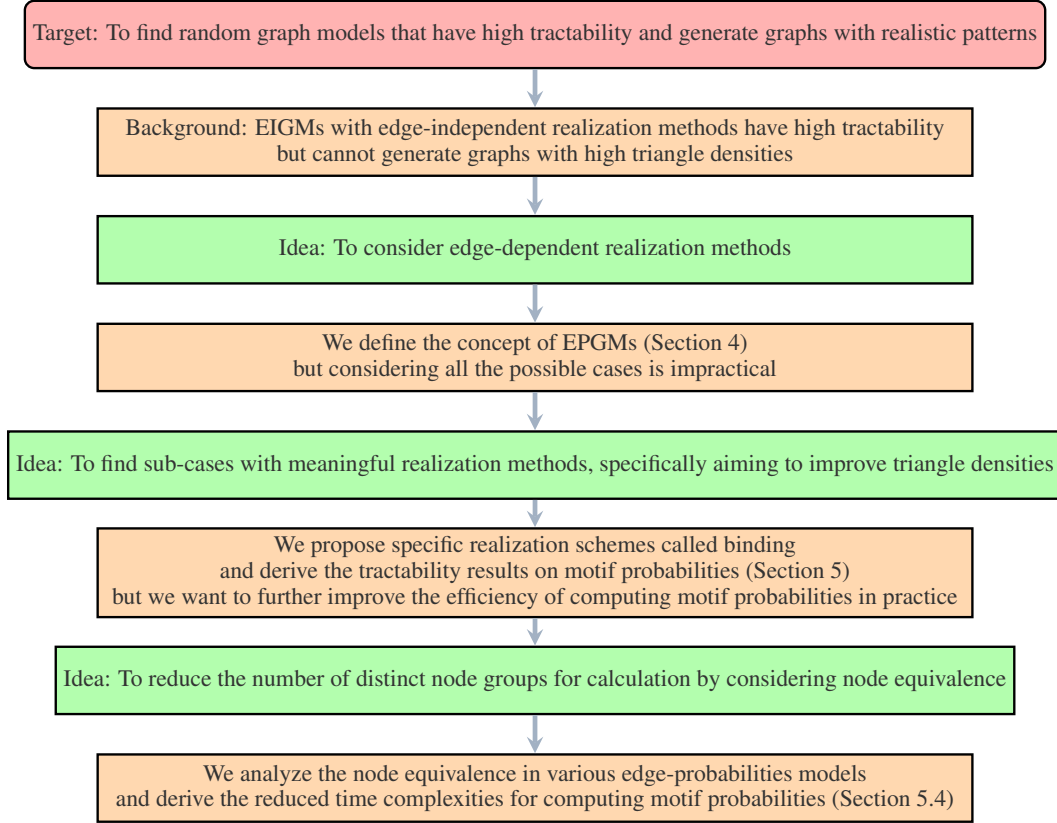 Target: To find random graph models that have high tractability and generate graphs with realistic patterns
Background: EIGMs with edge-independent realization methods have high tractability
but cannot generate graphs with high triangle densities
Idea: To consider edge-dependent realization methods
We define the concept of EPGMs (Section 4)
but considering all the possible cases is impractical
Idea: To find sub-cases with meaningful realization methods, specifically aiming to improve triangle densities
We propose specific realization schemes called binding
and derive the tractability results on motif probabilities (Section 5)
but we want to further improve the efficiency of computing motif probabilities in practice
Idea: To reduce the number of distinct node groups for calculation by considering node equivalence
We analyze the node equivalence in various edge-probabilities models
and derive the reduced time complexities for computing motif probabilities (Section 5.4)